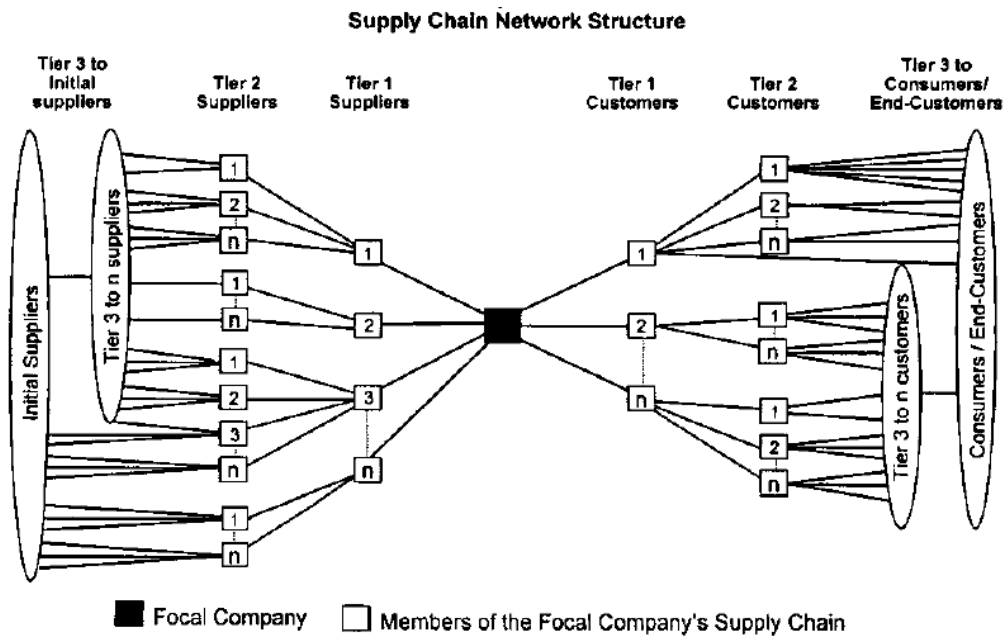 Supply Chain Network Structure
Tier 3 to
Initial
suppliers
Tier 2
Suppliers
Tier 1
Suppliers
Tier 1
Customers
Tier 2
Customers
Tier 3 to
Consumers/
End-Customers
Initial Suppliers
Tier 3 to n suppliers
1
2
n
1
n
1
2
3
n
1
n
1
2
3
n
1
2
n
1
2
n
1
n
1
2
n
Tier 3 to n customers
Consumers / End-Customers
Focal Company
Members of the Focal Company's Supply Chain